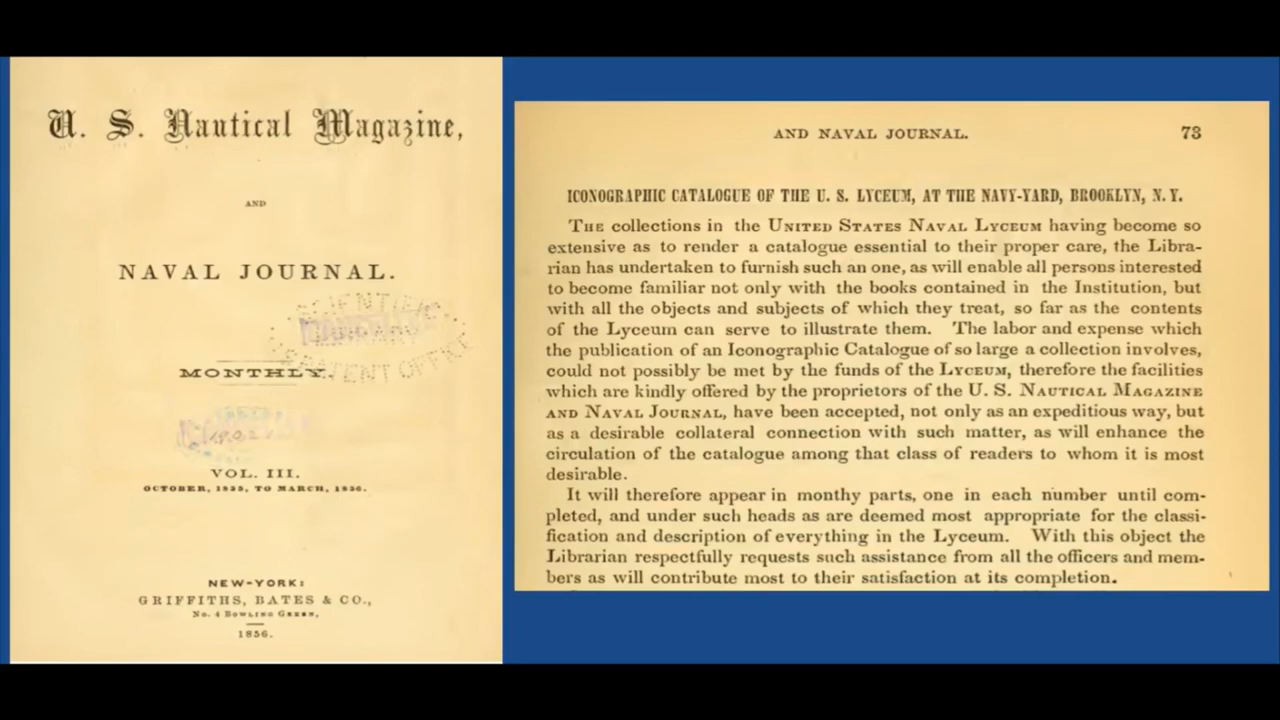 U. S. Nautical Magazine,
AND
NAVAL JOURNAL.
SCIENTIFIC
LIBRARY
PATENT OFFICE
MONTHLY.
VOL. III.
OCTOBER, 1855, TO MARCH, 1856.
NEW-YORK:
GRIFFITHS, BATES & CO.,
No. 4 Bowling Green,
1856.
AND NAVAL JOURNAL. 73
ICONOGRAPHIC CATALOGUE OF THE U. S. LYCEUM, AT THE NAVY-YARD, BROOKLYN, N. Y.
THE collections in the UNITED STATES NAVAL LYCEUM having become so
extensive as to render a catalogue essential to their proper care, the Libra-
rian has undertaken to furnish such an one, as will enable all persons interested
to become familiar not only with the books contained in the Institution, but
with all the objects and subjects of which they treat, so far as the contents
of the Lyceum can serve to illustrate them. The labor and expense which
the publication of an Iconographic Catalogue of so large a collection involves,
could not possibly be met by the funds of the LYCEUM, therefore the facilities
which are kindly offered by the proprietors of the U. S. NAUTICAL MAGAZINE
AND NAVAL JOURNAL, have been accepted, not only as an expeditious way, but
as a desirable collateral connection with such matter, as will enhance the
circulation of the catalogue among that class of readers to whom it is most
desirable.
It will therefore appear in monthy parts, one in each number until com-
pleted, and under such heads as are deemed most appropriate for the classi-
fication and description of everything in the Lyceum. With this object the
Librarian respectfully requests such assistance from all the officers and mem-
bers as will contribute most to their satisfaction at its completion.